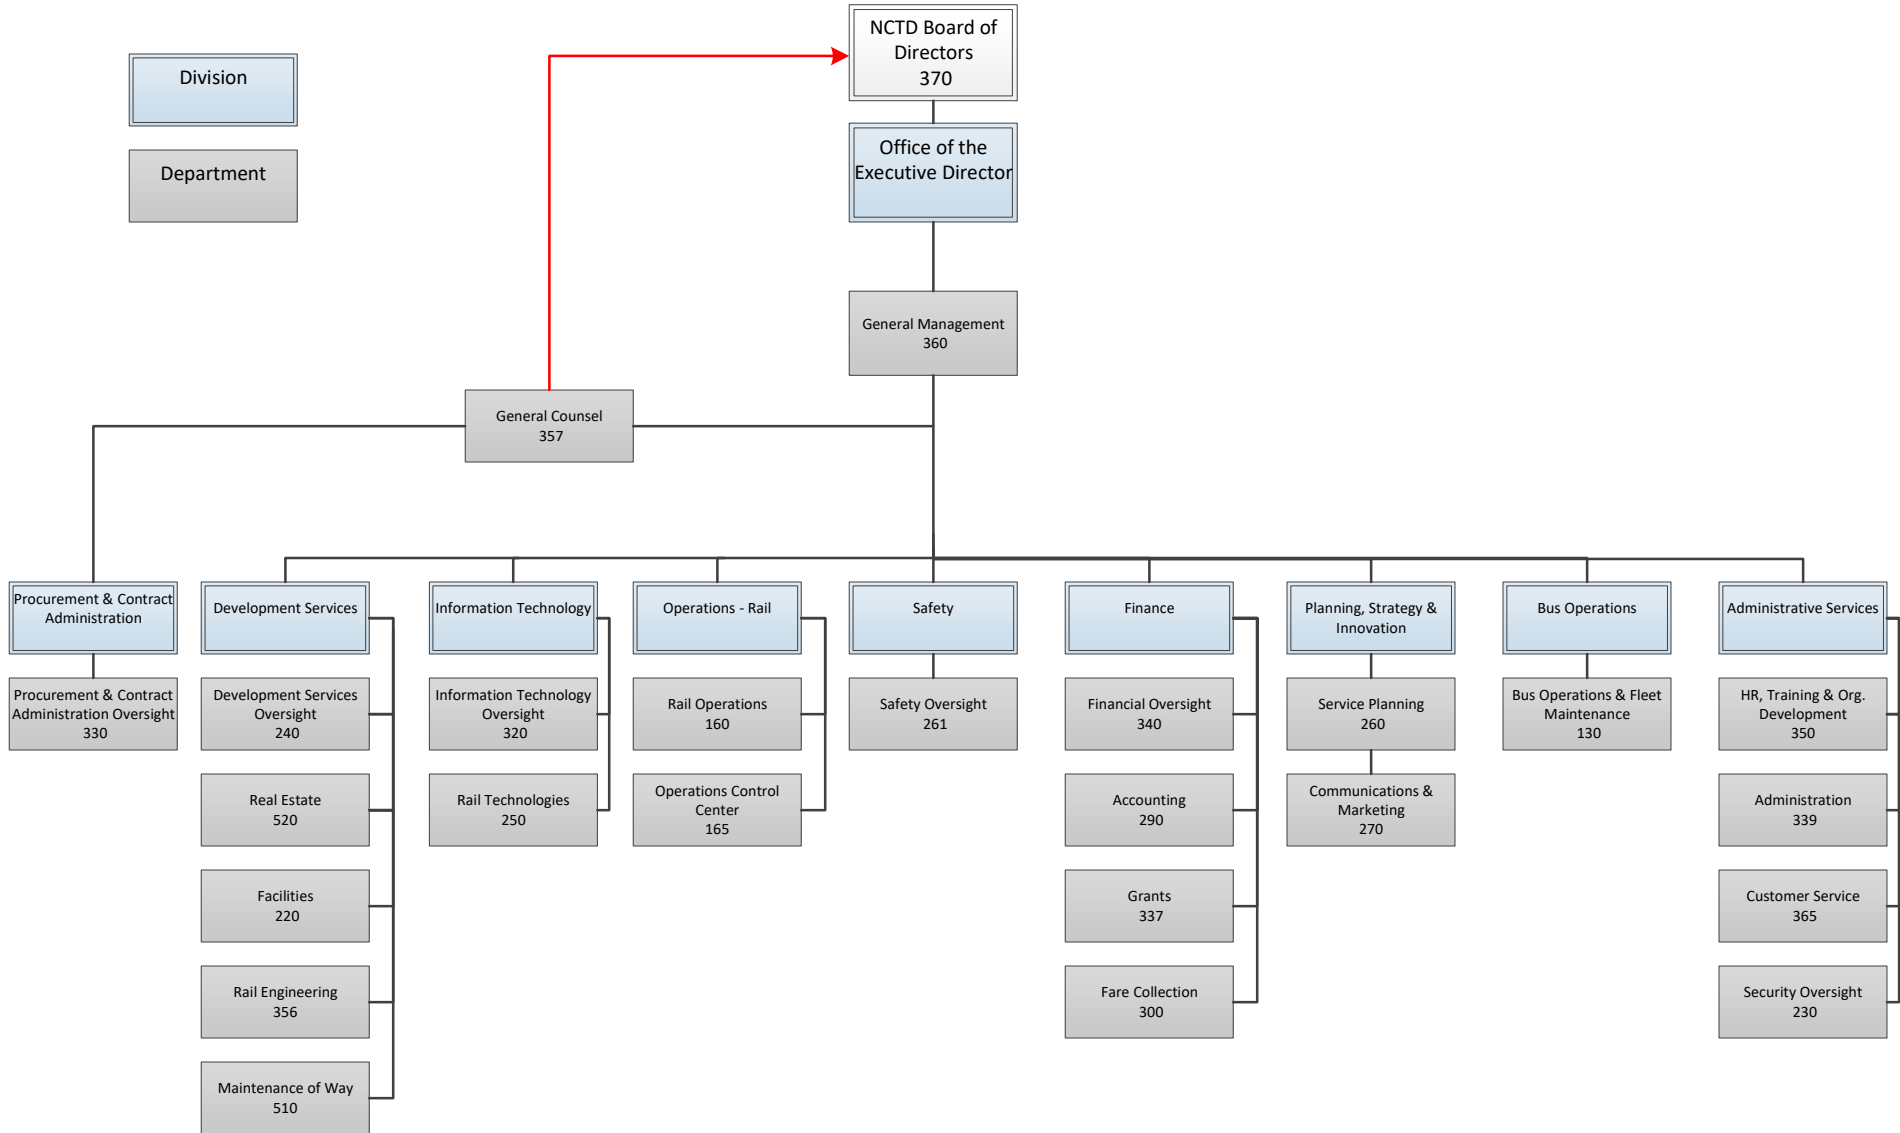 NCTD Board of
Directors
370
Division
Office of the
Executive Director
Department
General Management
360
General Counsel
357
Procurement & Contract
Administration
Development Services
Information Technology
Operations - Rail
Safety
Finance
Planning, Strategy &
Innovation
Bus Operations
Administrative Services
Procurement & Contract
Administration Oversight
330
Development Services
Oversight
240
Information Technology
Oversight
320
Rail Operations
160
Safety Oversight
261
Financial Oversight
340
Service Planning
260
Bus Operations & Fleet
Maintenance
130
HR, Training & Org.
Development
350
Real Estate
520
Rail Technologies
250
Operations Control
Center
165
Accounting
290
Communications &
Marketing
270
Administration
339
Facilities
220
Grants
337
Customer Service
365
Rail Engineering
356
Fare Collection
300
Security Oversight
230
Maintenance of Way
510